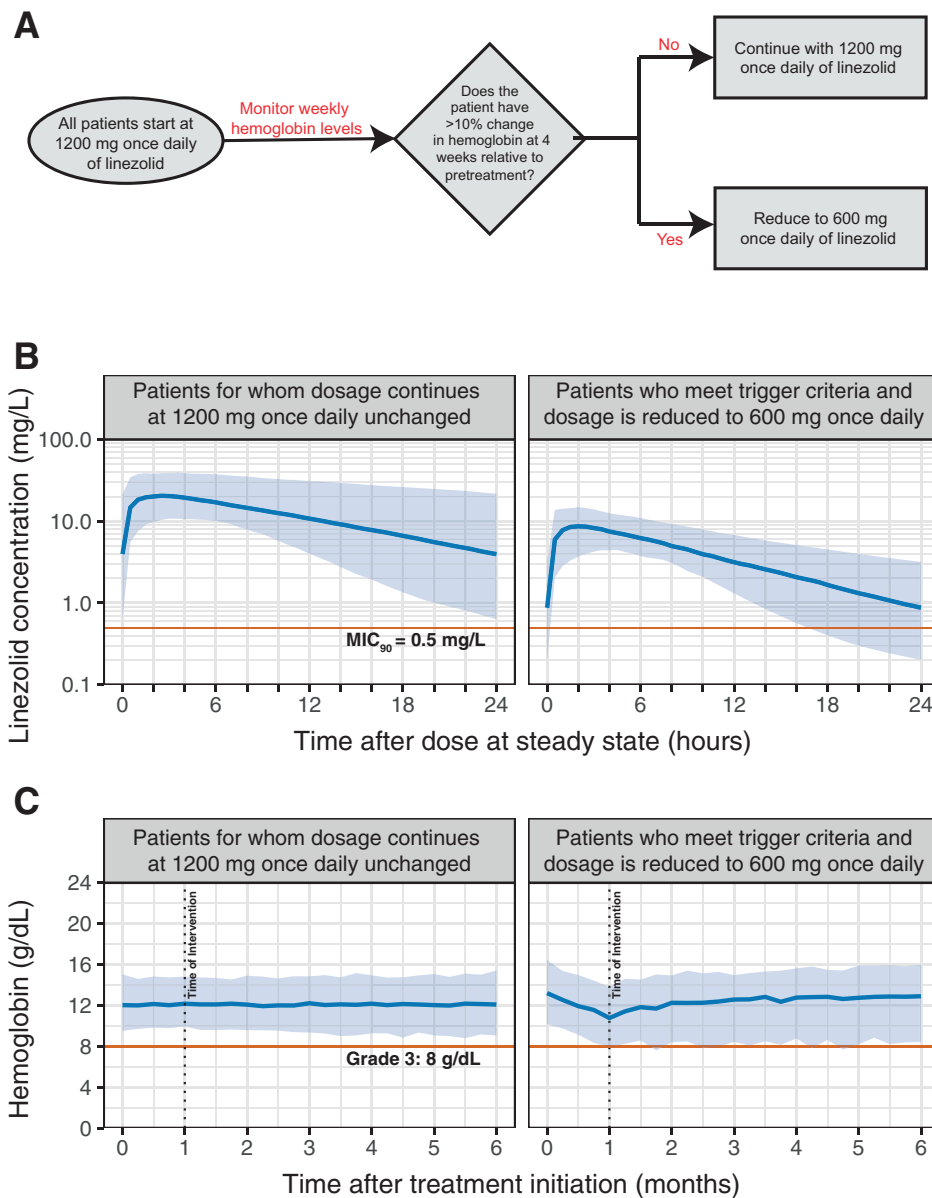 A
All patients start at
1200 mg once daily
of linezolid
Monitor weekly
hemoglobin levels
Does the
patient have
>10% change
in hemoglobin at 4
weeks relative to
pretreatment?
No
Continue with 1200 mg
once daily of linezolid
Yes
Reduce to 600 mg
once daily of linezolid
B
Patients for whom dosage continues
at 1200 mg once daily unchanged
Patients who meet trigger criteria and
dosage is reduced to 600 mg once daily
Linezolid concentration (mg/L)
100.0
10.0
1.0
0.1
MIC90 = 0.5 mg/L
0 6 12 18 24
0 6 12 18 24
Time after dose at steady state (hours)
C
Patients for whom dosage continues
at 1200 mg once daily unchanged
Patients who meet trigger criteria and
dosage is reduced to 600 mg once daily
Hemoglobin (g/dL)
24
20
16
12
8
4
0
Time of Intervention
Time of Intervention
Grade 3: 8 g/dL
0 1 2 3 4 5 6
0 1 2 3 4 5 6
Time after treatment initiation (months)